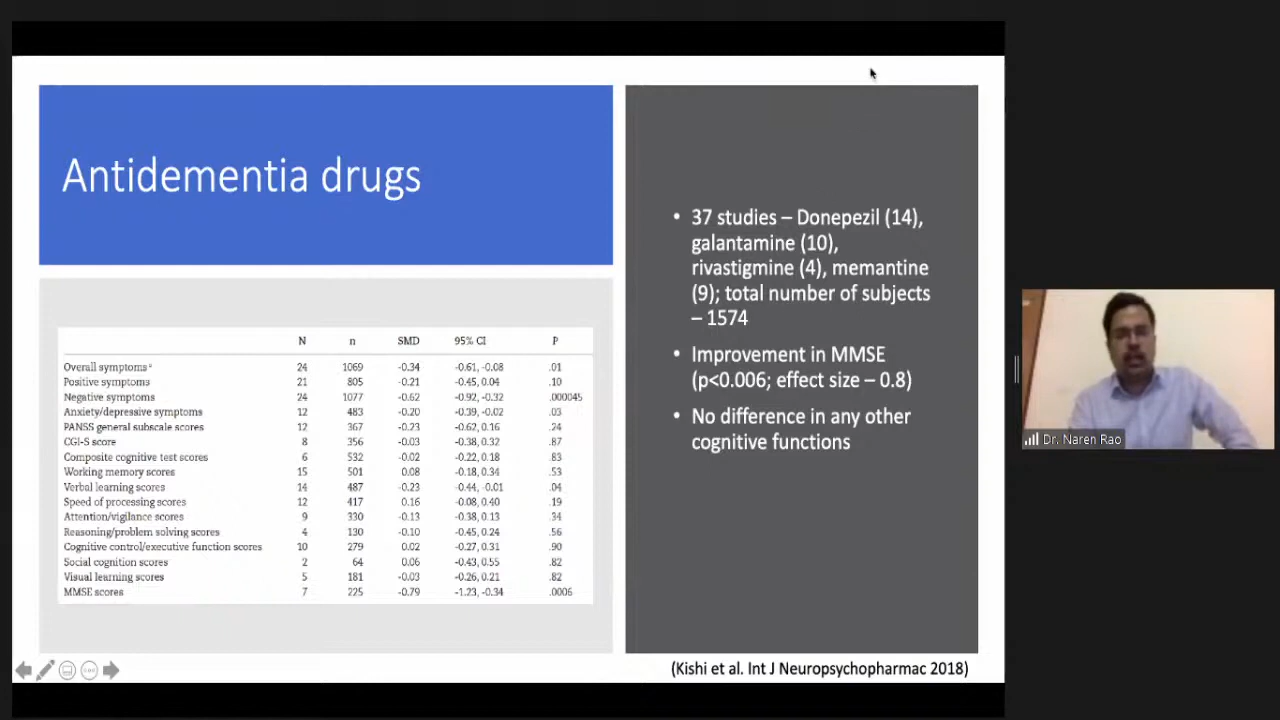 Antidementia drugs
N n SMD 95% CI P
Overall symptoms a 24 1069 -0.34 -0.61, -0.08 .01
Positive symptoms 21 805 -0.21 -0.45, 0.04 .10
Negative symptoms 24 1077 -0.62 -0.92, -0.32 .000045
Anxiety/depressive symptoms 12 483 -0.20 -0.39, -0.02 .03
PANSS general subscale scores 12 367 -0.23 -0.62, 0.16 .24
CGI-S score 8 356 -0.03 -0.38, 0.32 .87
Composite cognitive test scores 6 532 -0.02 -0.22, 0.18 .83
Working memory scores 15 501 0.08 -0.18, 0.34 .53
Verbal learning scores 14 487 -0.23 -0.44, -0.01 .04
Speed of processing scores 12 417 0.16 -0.08, 0.40 .19
Attention/vigilance scores 9 330 -0.13 -0.38, 0.13 .34
Reasoning/problem solving scores 4 130 -0.10 -0.45, 0.24 .56
Cognitive control/executive function scores 10 279 0.02 -0.27, 0.31 .90
Social cognition scores 2 64 0.06 -0.43, 0.55 .82
Visual learning scores 5 181 -0.03 -0.26, 0.21 .82
MMSE scores 7 225 -0.79 -1.23, -0.34 .0006
• 37 studies – Donepezil (14),
galantamine (10),
rivastigmine (4), memantine
(9); total number of subjects
– 1574
• Improvement in MMSE
(p<0.006; effect size – 0.8)
• No difference in any other
cognitive functions
(Kishi et al. Int J Neuropsychopharmac 2018)
Dr. Naren Rao